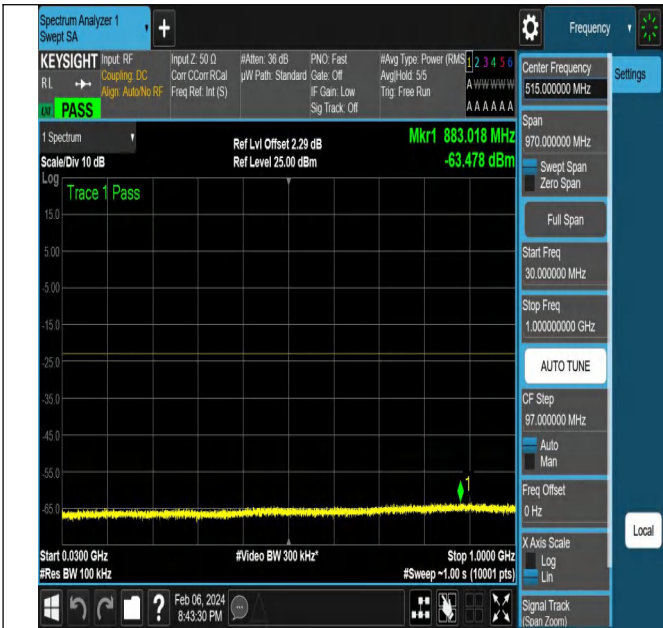 Spectrum Analyzer 1
Swept SA
+
Frequency
KEYSIGHT
Input: RF
Input Z: 50 Ω
#Atten: 36 dB
PNO: Fast
#Avg Type: Power (RMS
1 2 3 4 5 6
RL
Coupling: DC
Corr CCorr RCal
µW Path: Standard
Gate: Off
Avg|Hold: 5/5
A W W W W W
Align: Auto/No RF
Freq Ref: Int (S)
IF Gain: Low
Trig: Free Run
Sig Track: Off
A A A A A A
PASS
1 Spectrum
Ref Lvl Offset 2.29 dB
Mkr1 883.018 MHz
Scale/Div 10 dB
Ref Level 25.00 dBm
-63.478 dBm
Log
Trace 1 Pass
15.0
5.00
-5.00
-15.0
-25.0
-35.0
-45.0
-55.0
-65.0
1
Start 0.0300 GHz
#Video BW 300 kHz*
Stop 1.0000 GHz
#Res BW 100 kHz
#Sweep ~1.00 s (10001 pts)
Feb 06, 2024
8:43:30 PM
?
Center Frequency
515.000000 MHz
Settings
Span
970.000000 MHz
Swept Span
Zero Span
Full Span
Start Freq
30.000000 MHz
Stop Freq
1.000000000 GHz
AUTO TUNE
CF Step
97.000000 MHz
Auto
Man
Freq Offset
0 Hz
Local
X Axis Scale
Log
Lin
Signal Track
(Span Zoom)